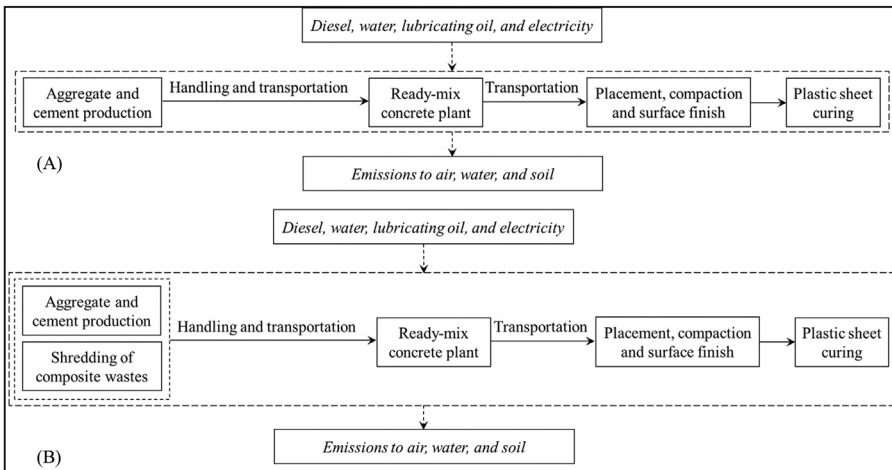 Diesel, water, lubricating oil, and electricity
Aggregate and
cement production
Handling and transportation
Ready-mix
concrete plant
Transportation
Placement, compaction
and surface finish
Plastic sheet
curing
(A)
Emissions to air, water, and soil
Diesel, water, lubricating oil, and electricity
Aggregate and
cement production
Shredding of
composite wastes
Handling and transportation
Ready-mix
concrete plant
Transportation
Placement, compaction
and surface finish
Plastic sheet
curing
(B)
Emissions to air, water, and soil